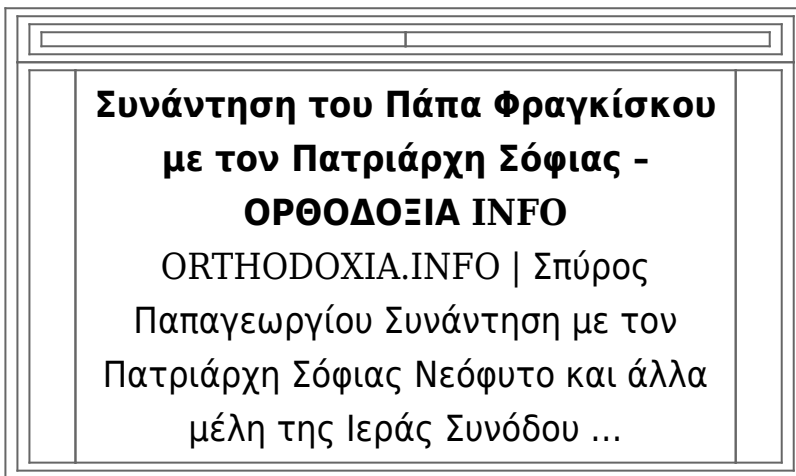 Συνάντηση του Πάπα Φραγκίσκου
με τον Πατριάρχη Σόφιας –
ΟΡΘΟΔΟΞΙΑ INFO
ORTHODOXIA.INFO | Σπύρος
Παπαγεωργίου Συνάντηση με τον
Πατριάρχη Σόφιας Νεόφυτο και άλλα
μέλη της Ιεράς Συνόδου ...